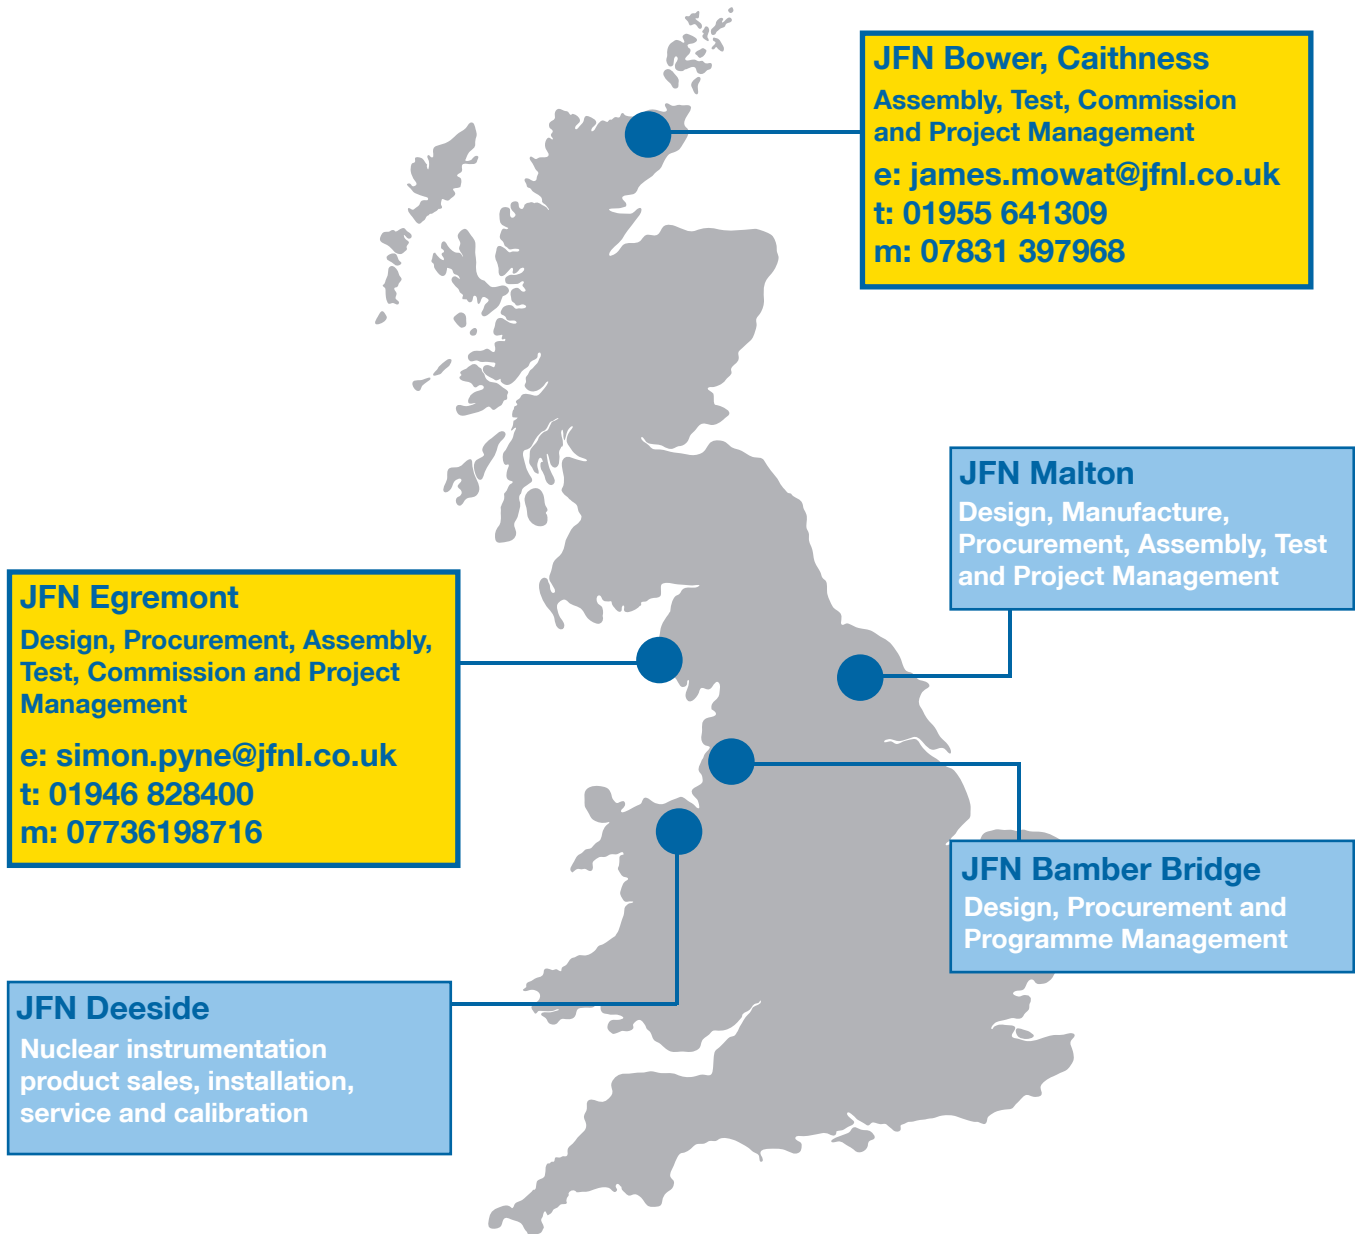 JFN Bower, Caithness
Assembly, Test, Commission
and Project Management
e: james.mowat@jfnl.co.uk
t: 01955 641309
m: 07831 397968
JFN Malton
Design, Manufacture,
Procurement, Assembly, Test
and Project Management
JFN Egremont
Design, Procurement, Assembly,
Test, Commission and Project
Management
e: simon.pyne@jfnl.co.uk
t: 01946 828400
m: 07736198716
JFN Bamber Bridge
Design, Procurement and
Programme Management
JFN Deeside
Nuclear instrumentation
product sales, installation,
service and calibration